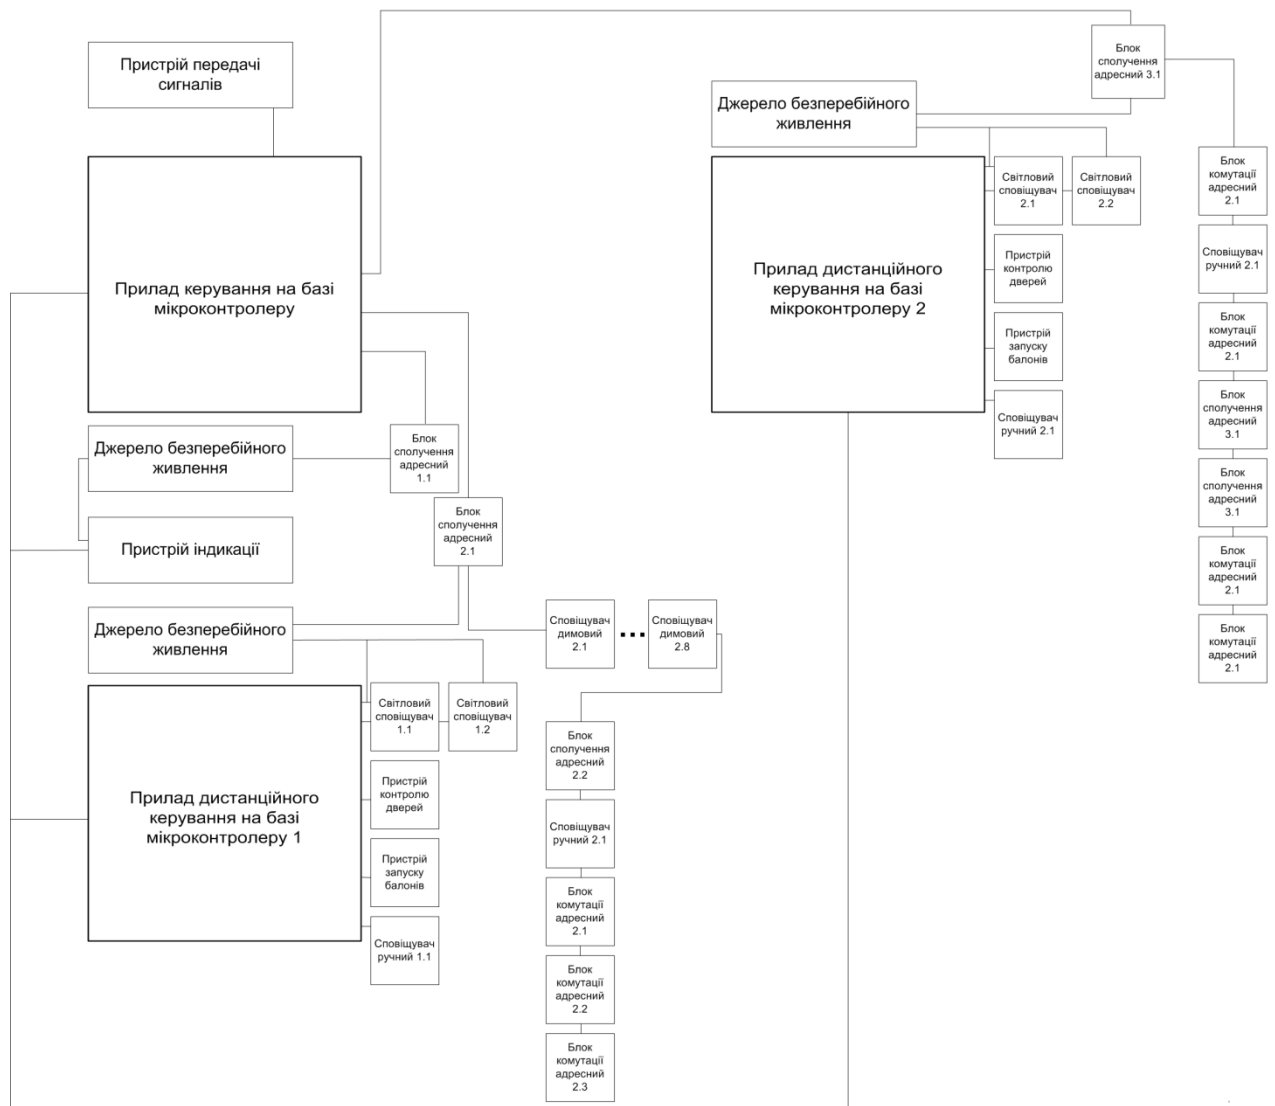 Пристрій передачі
сигналів
Прилад керування на базі
мікроконтролеру
Джерело безперебійного
живлення
Пристрій індикації
Джерело безперебійного
живлення
Прилад дистанційного
керування на базі
мікроконтролеру 1
Світловий
сповіщувач
1.1
Світловий
сповіщувач
1.2
Пристрій
контролю
дверей
Пристрій
запуску
балонів
Сповіщувач
ручний 1.1
Блок
сполучення
адресний
1.1
Блок
сполучення
адресний
2.1
Сповіщувач
димовий
2.1
...
Сповіщувач
димовий
2.8
Блок
сполучення
адресний
2.2
Сповіщувач
ручний 2.1
Блок
комутації
адресний
2.1
Блок
комутації
адресний
2.2
Блок
комутації
адресний
2.3
Джерело безперебійного
живлення
Прилад дистанційного
керування на базі
мікроконтролеру 2
Світловий
сповіщувач
2.1
Світловий
сповіщувач
2.2
Пристрій
контролю
дверей
Пристрій
запуску
балонів
Сповіщувач
ручний 2.1
Блок
сполучення
адресний 3.1
Блок
комутації
адресний
2.1
Сповіщувач
ручний 2.1
Блок
комутації
адресний
2.1
Блок
сполучення
адресний
3.1
Блок
сполучення
адресний
3.1
Блок
комутації
адресний
2.1
Блок
комутації
адресний
2.1